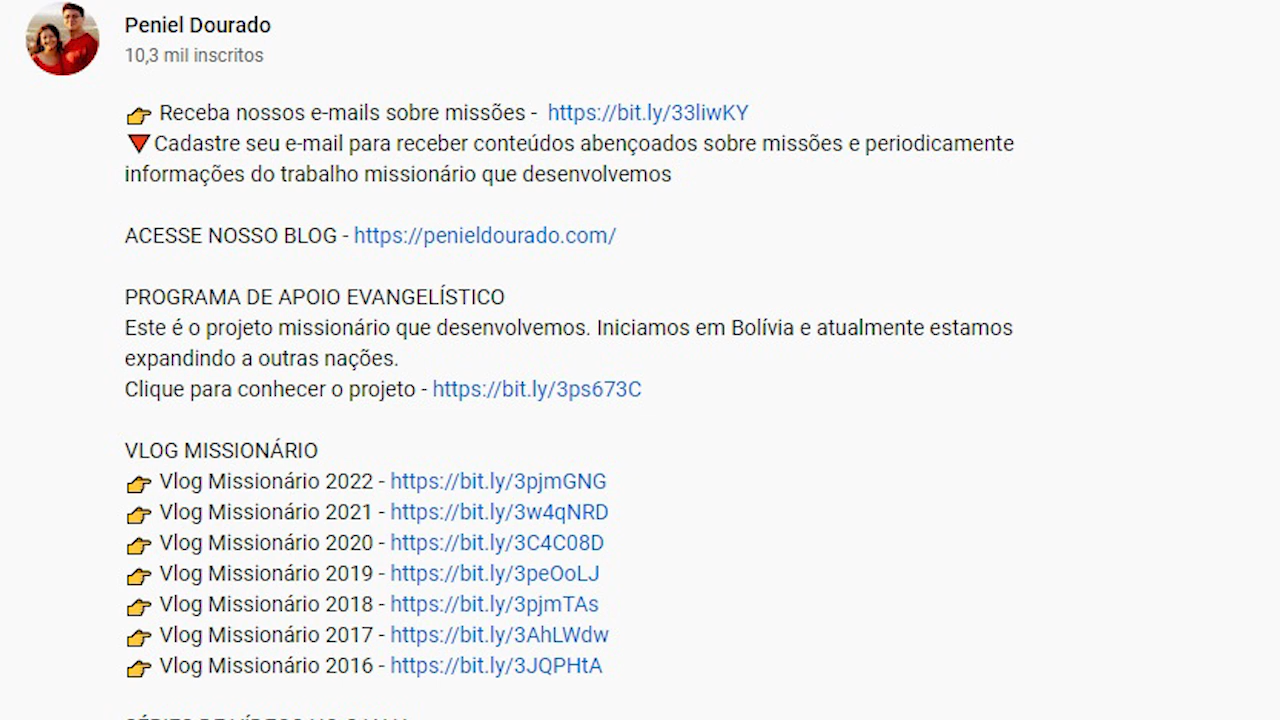 Peniel Dourado
10,3 mil inscritos
👉 Receba nossos e-mails sobre missões - https://bit.ly/33liwKY
🔻Cadastre seu e-mail para receber conteúdos abençoados sobre missões e periodicamente
informações do trabalho missionário que desenvolvemos
ACESSE NOSSO BLOG - https://penieldourado.com/
PROGRAMA DE APOIO EVANGELÍSTICO
Este é o projeto missionário que desenvolvemos. Iniciamos em Bolívia e atualmente estamos
expandindo a outras nações.
Clique para conhecer o projeto - https://bit.ly/3ps673C
VLOG MISSIONÁRIO
👉 Vlog Missionário 2022 - https://bit.ly/3pjmGNG
👉 Vlog Missionário 2021 - https://bit.ly/3w4qNRD
👉 Vlog Missionário 2020 - https://bit.ly/3C4C08D
👉 Vlog Missionário 2019 - https://bit.ly/3peOoLJ
👉 Vlog Missionário 2018 - https://bit.ly/3pjmTAs
👉 Vlog Missionário 2017 - https://bit.ly/3AhLWdw
👉 Vlog Missionário 2016 - https://bit.ly/3JQPHtA